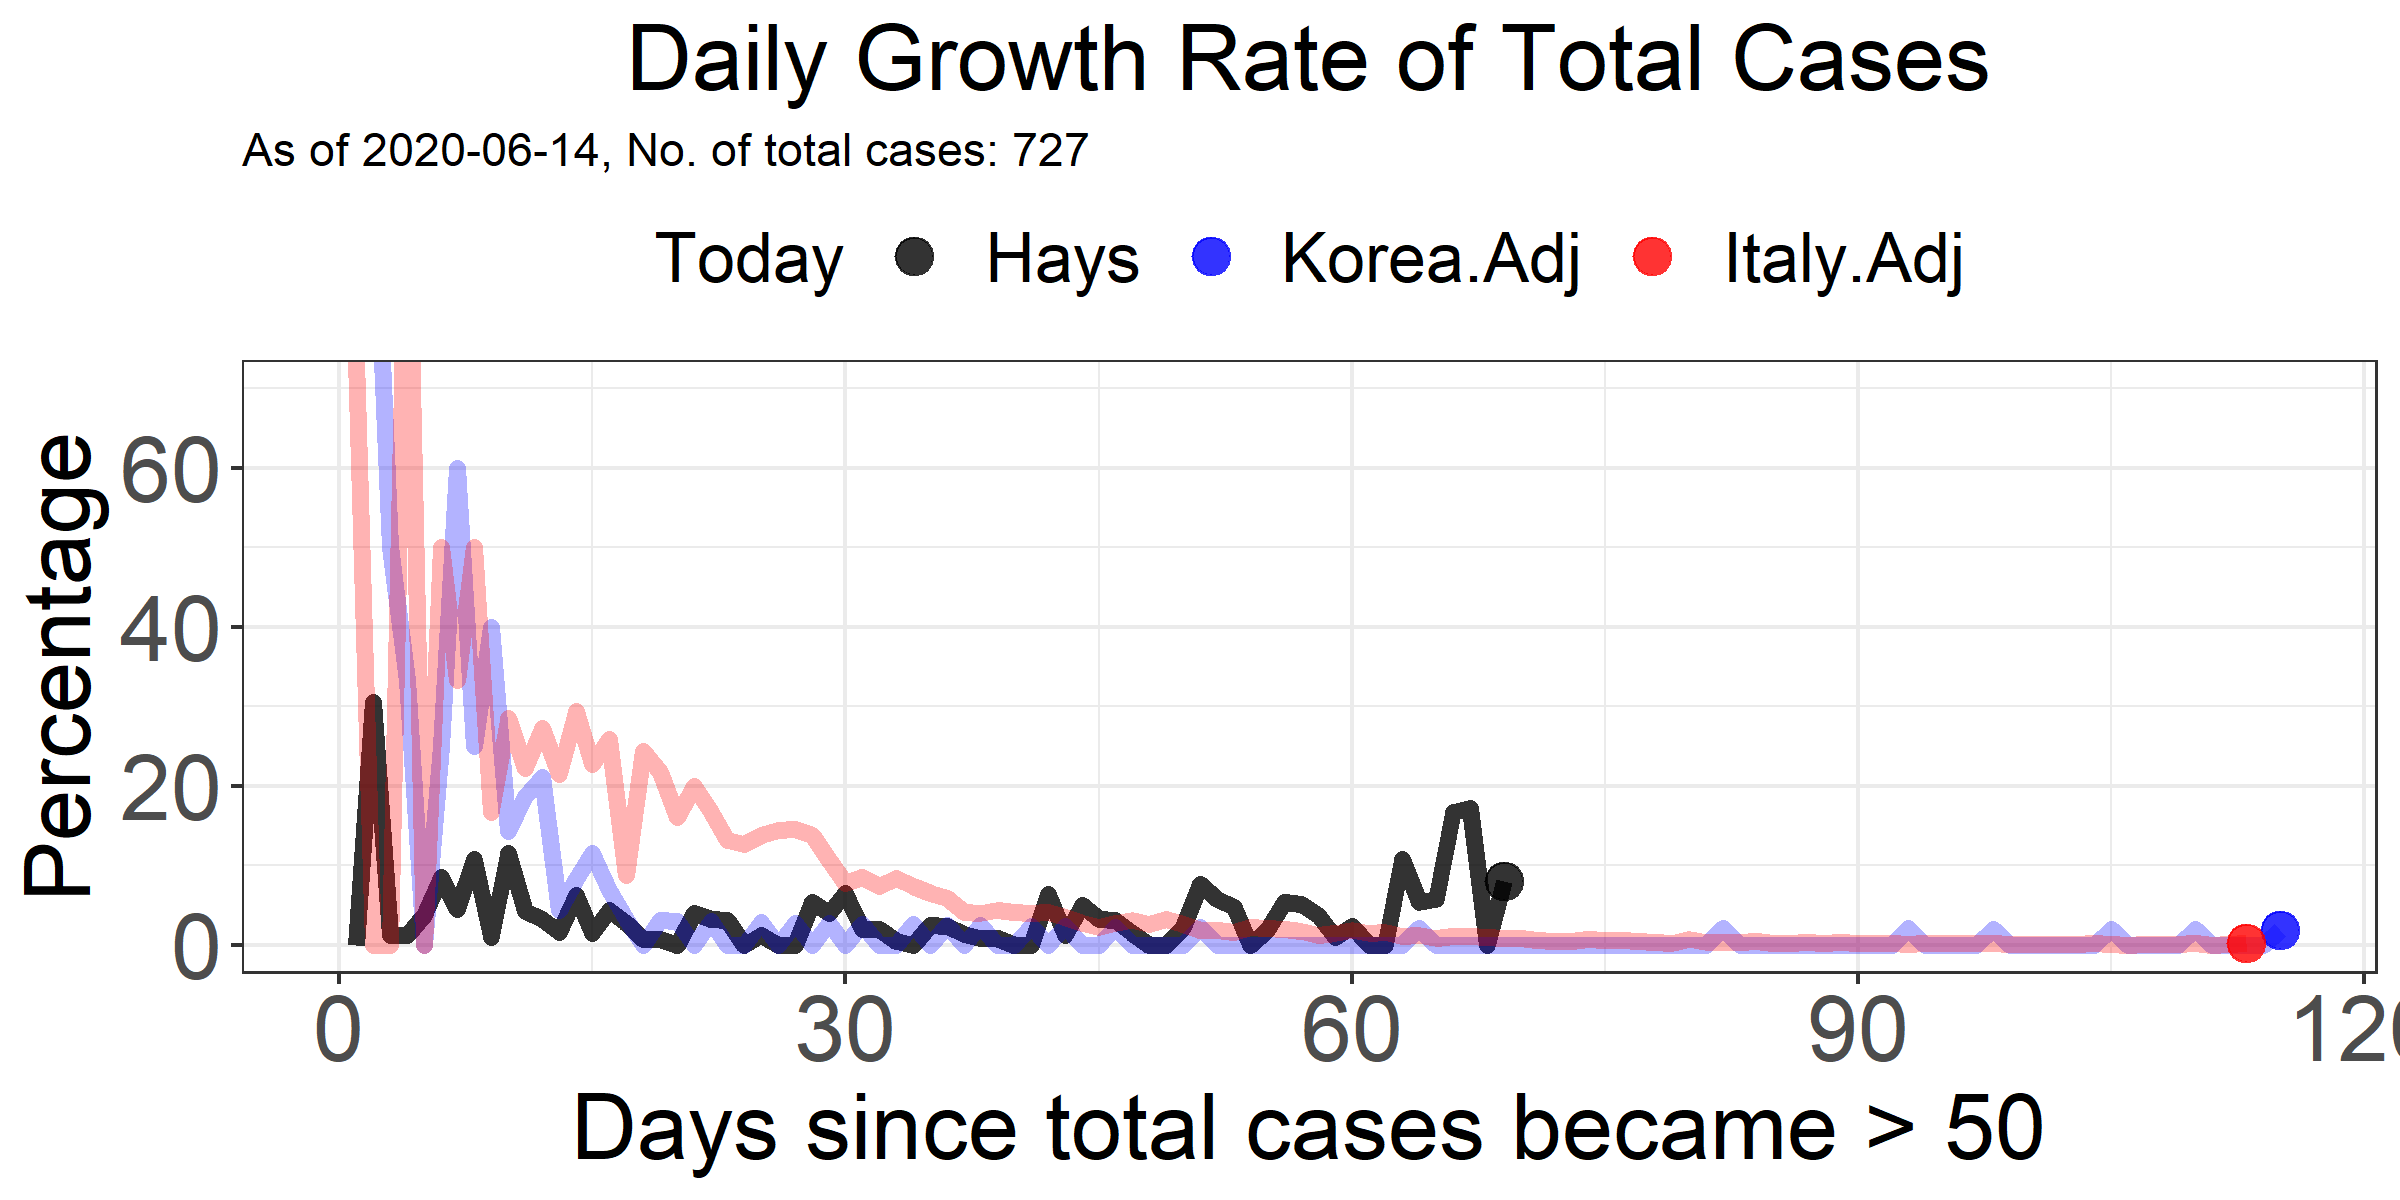 Daily Growth Rate of Total Cases
As of 2020-06-14, No. of total cases: 727
Today Hays Korea.Adj Italy.Adj
Percentage
60
40
20
0
0 30 60 90 120
Days since total cases became > 50